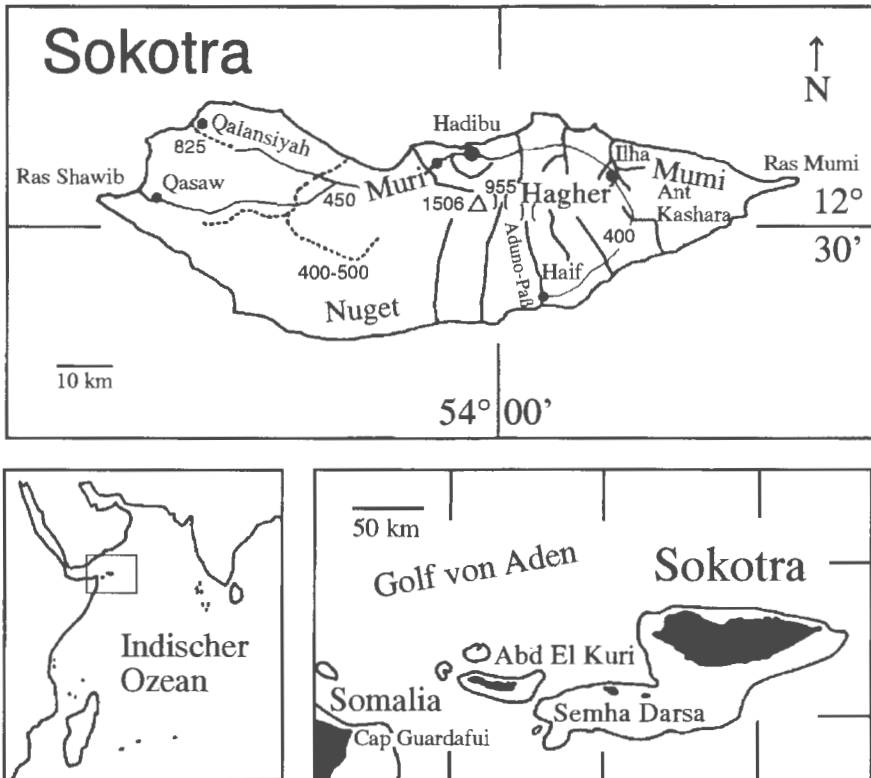 Sokotra
N
Hadibu
Qalansiyah
825
Ilha
Ras Shawib
Qasaw
450
Muri
955
1506
Hagher
Mumi
Ras Mumi
Ant
Kashara
12°
30'
400
400-500
Aduno-Paß
Haif
Nuget
10 km
54° 00'
50 km
Golf von Aden
Sokotra
Indischer
Ozean
Abd El Kuri
Somalia
Semha Darsa
Cap Guardafui